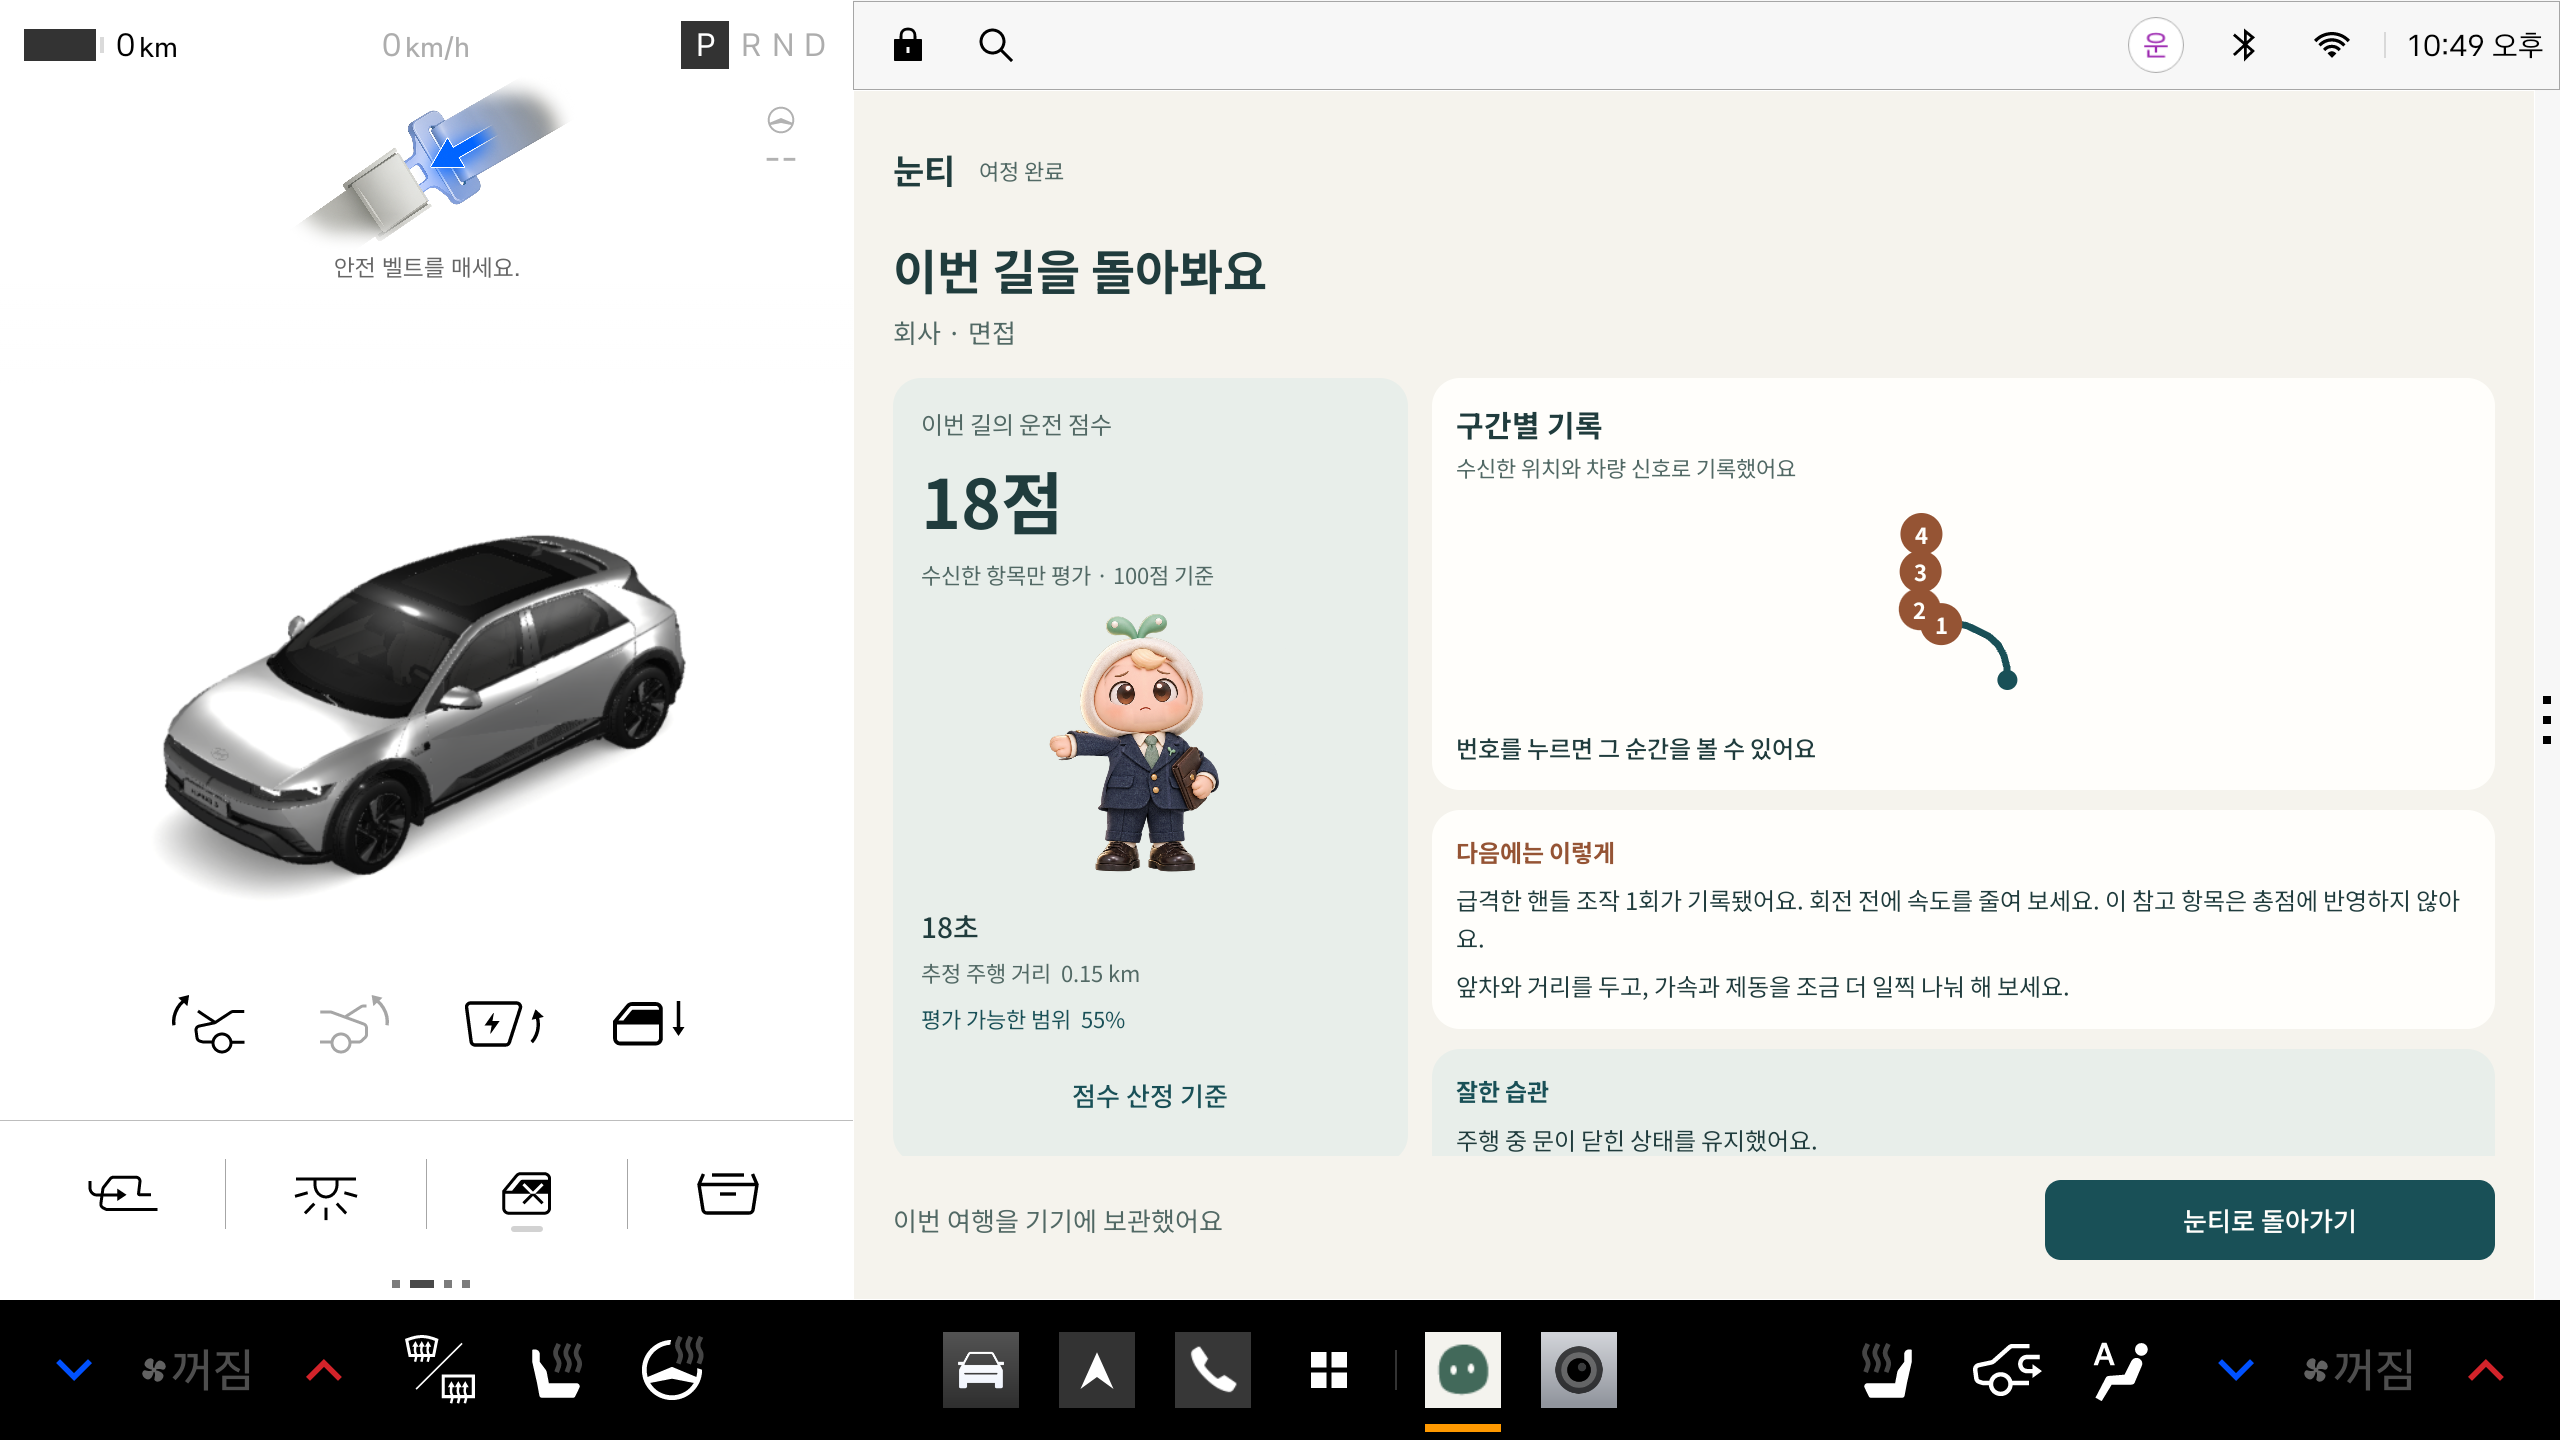 0 km
0 km/h
P R N D
운
10:49 오후
안전 벨트를 매세요.
눈티
여정 완료
이번 길을 돌아봐요
회사 · 면접
이번 길의 운전 점수
18점
수신한 항목만 평가 · 100점 기준
18초
추정 주행 거리 0.15 km
평가 가능한 범위 55%
점수 산정 기준
구간별 기록
수신한 위치와 차량 신호로 기록했어요
4
3
2
1
번호를 누르면 그 순간을 볼 수 있어요
다음에는 이렇게
급격한 핸들 조작 1회가 기록됐어요. 회전 전에 속도를 줄여 보세요. 이 참고 항목은 총점에 반영하지 않아
요.
앞차와 거리를 두고, 가속과 제동을 조금 더 일찍 나눠 해 보세요.
잘한 습관
주행 중 문이 닫힌 상태를 유지했어요.
이번 여행을 기기에 보관했어요
눈티로 돌아가기
꺼짐
A
꺼짐